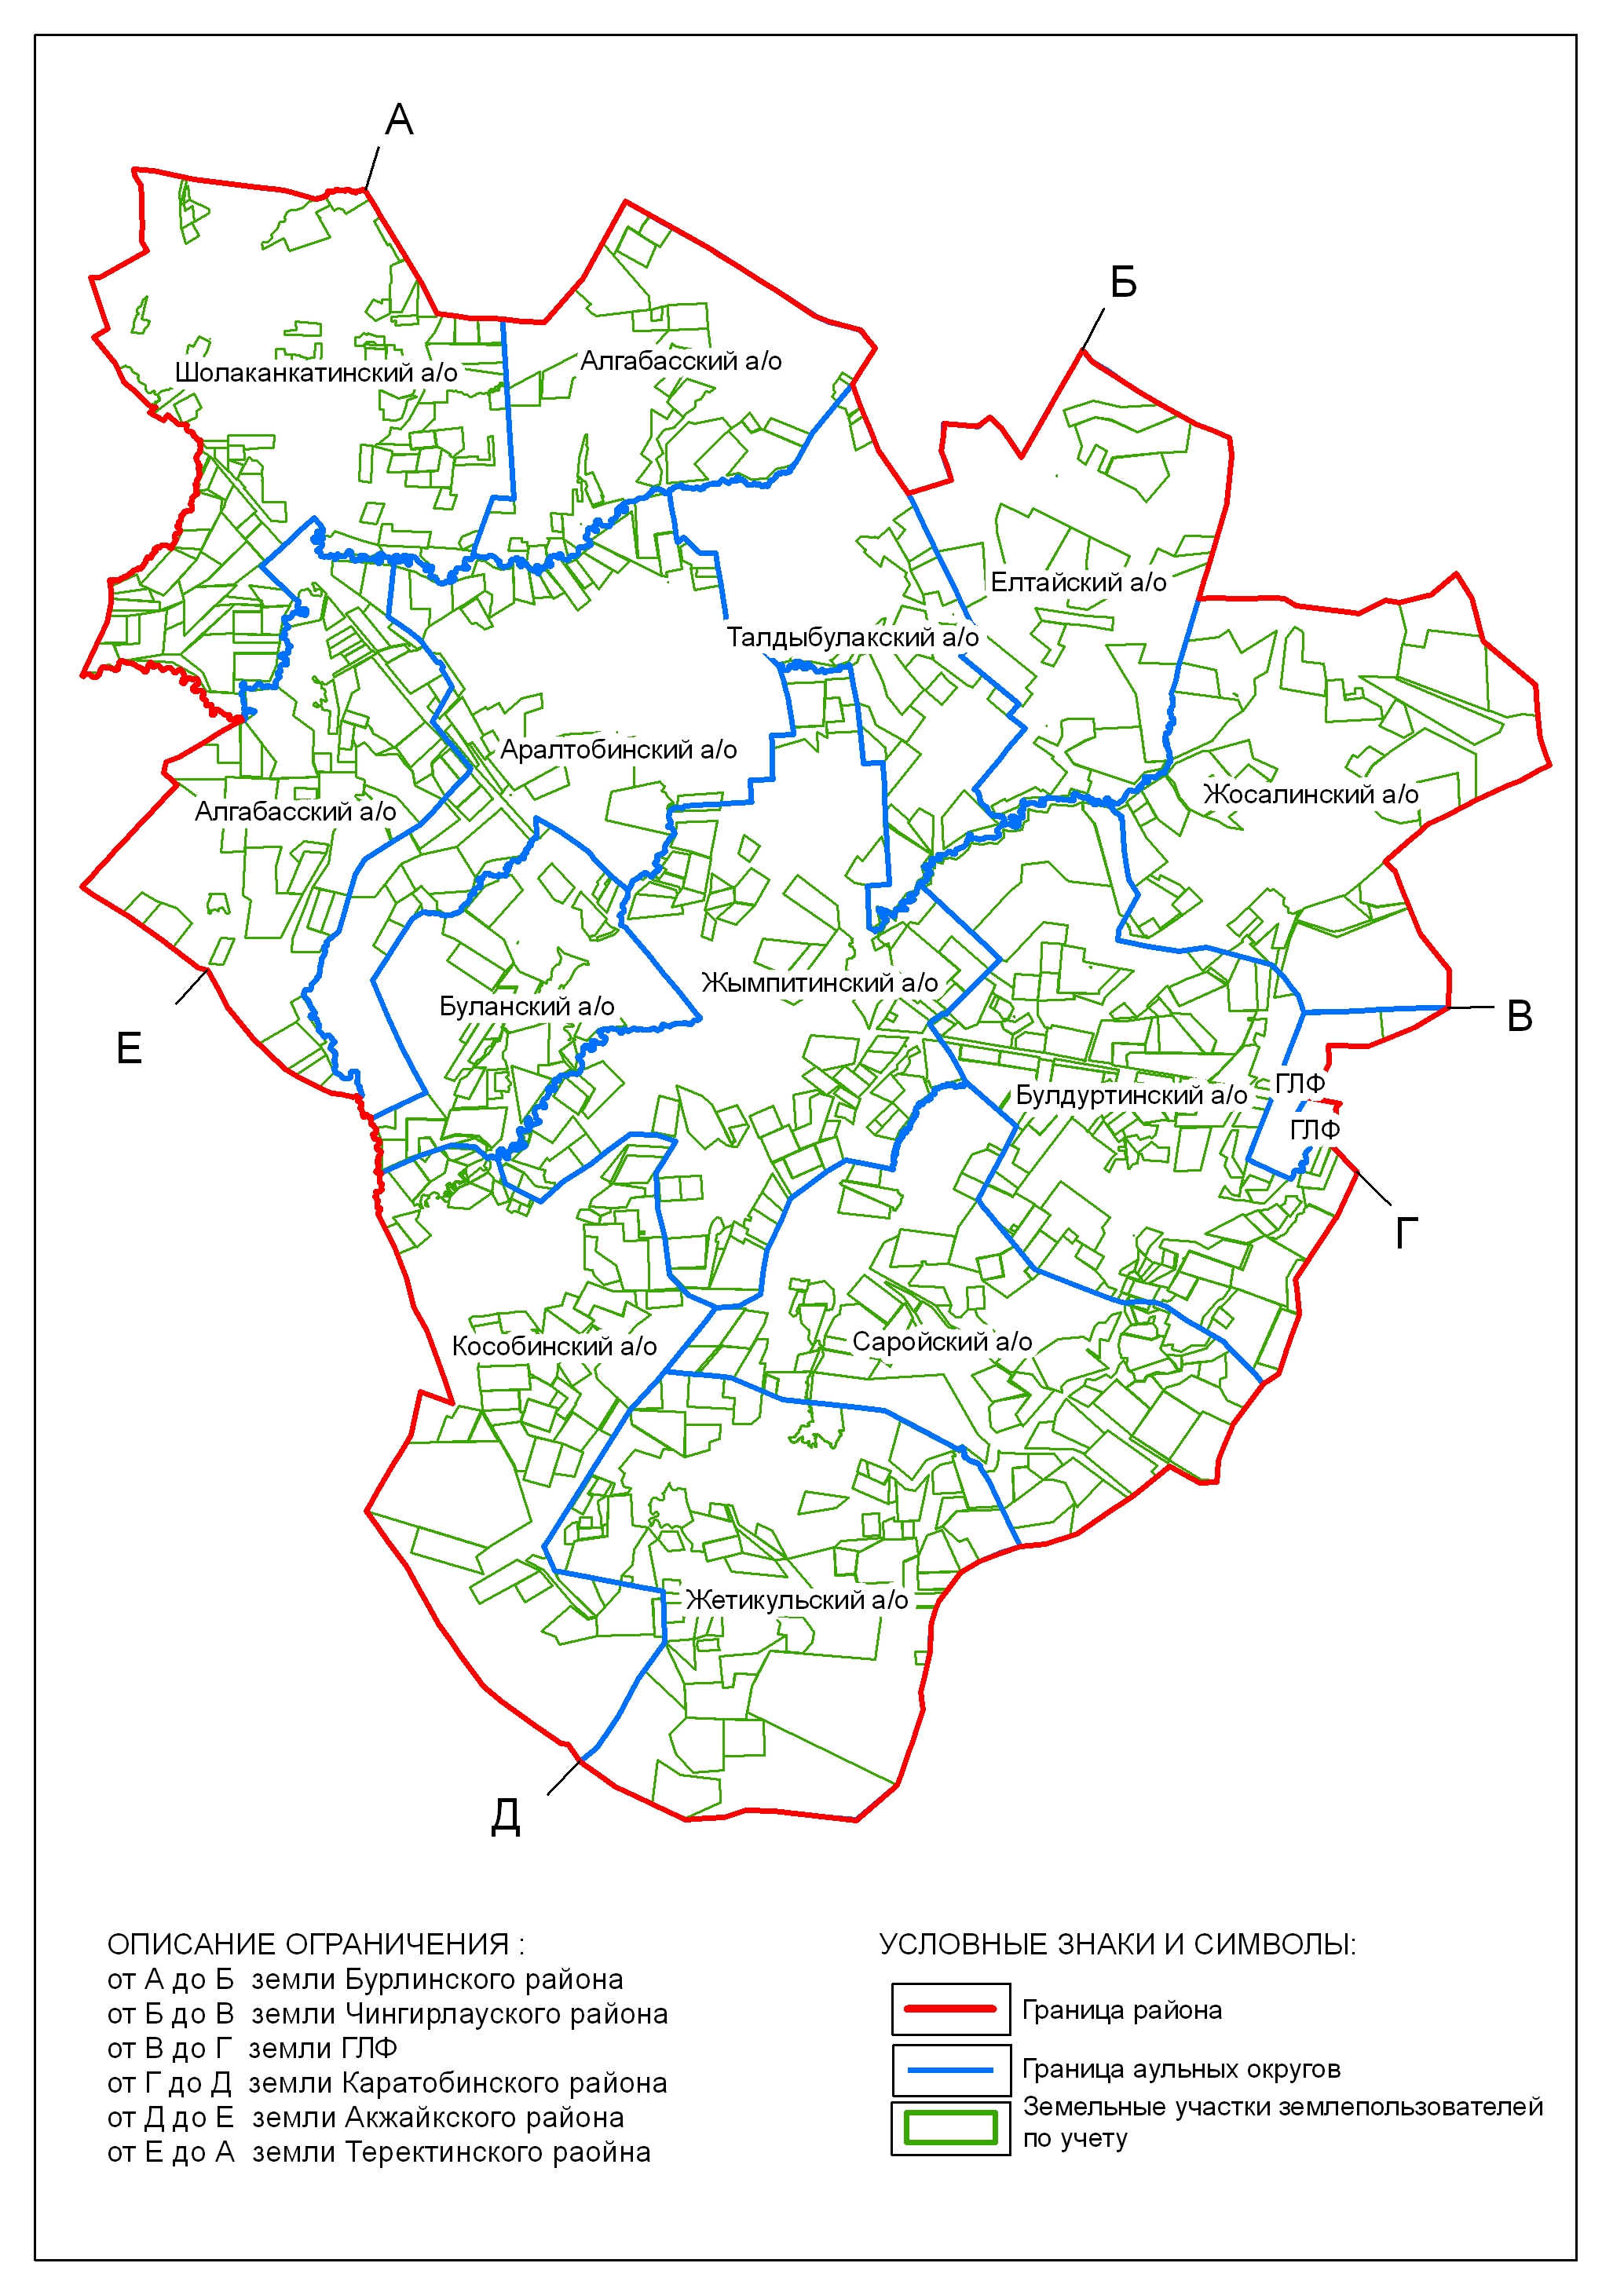 А
Б
Шолаканкатинский а/о
Алгабасский а/о
Елтайский а/о
Талдыбулакский а/о
Аралтобинский а/о
Жосалинский а/о
Алгабасский а/о
Жымпитинский а/о
Буланский а/о
В
Е
ГЛФ
Булдуртинский а/о
ГЛФ
Г
Кособинский а/о
Саройский а/о
Жетикульский а/о
Д
ОПИСАНИЕ ОГРАНИЧЕНИЯ :
от А до Б земли Бурлинского района
от Б до В земли Чингирлауского района
от В до Г земли ГЛФ
от Г до Д земли Каратобинского района
от Д до Е земли Акжайкского района
от Е до А земли Теректинского раойна
УСЛОВНЫЕ ЗНАКИ И СИМВОЛЫ:
Граница района
Граница аульных округов
Земельные участки землепользователей
по учету